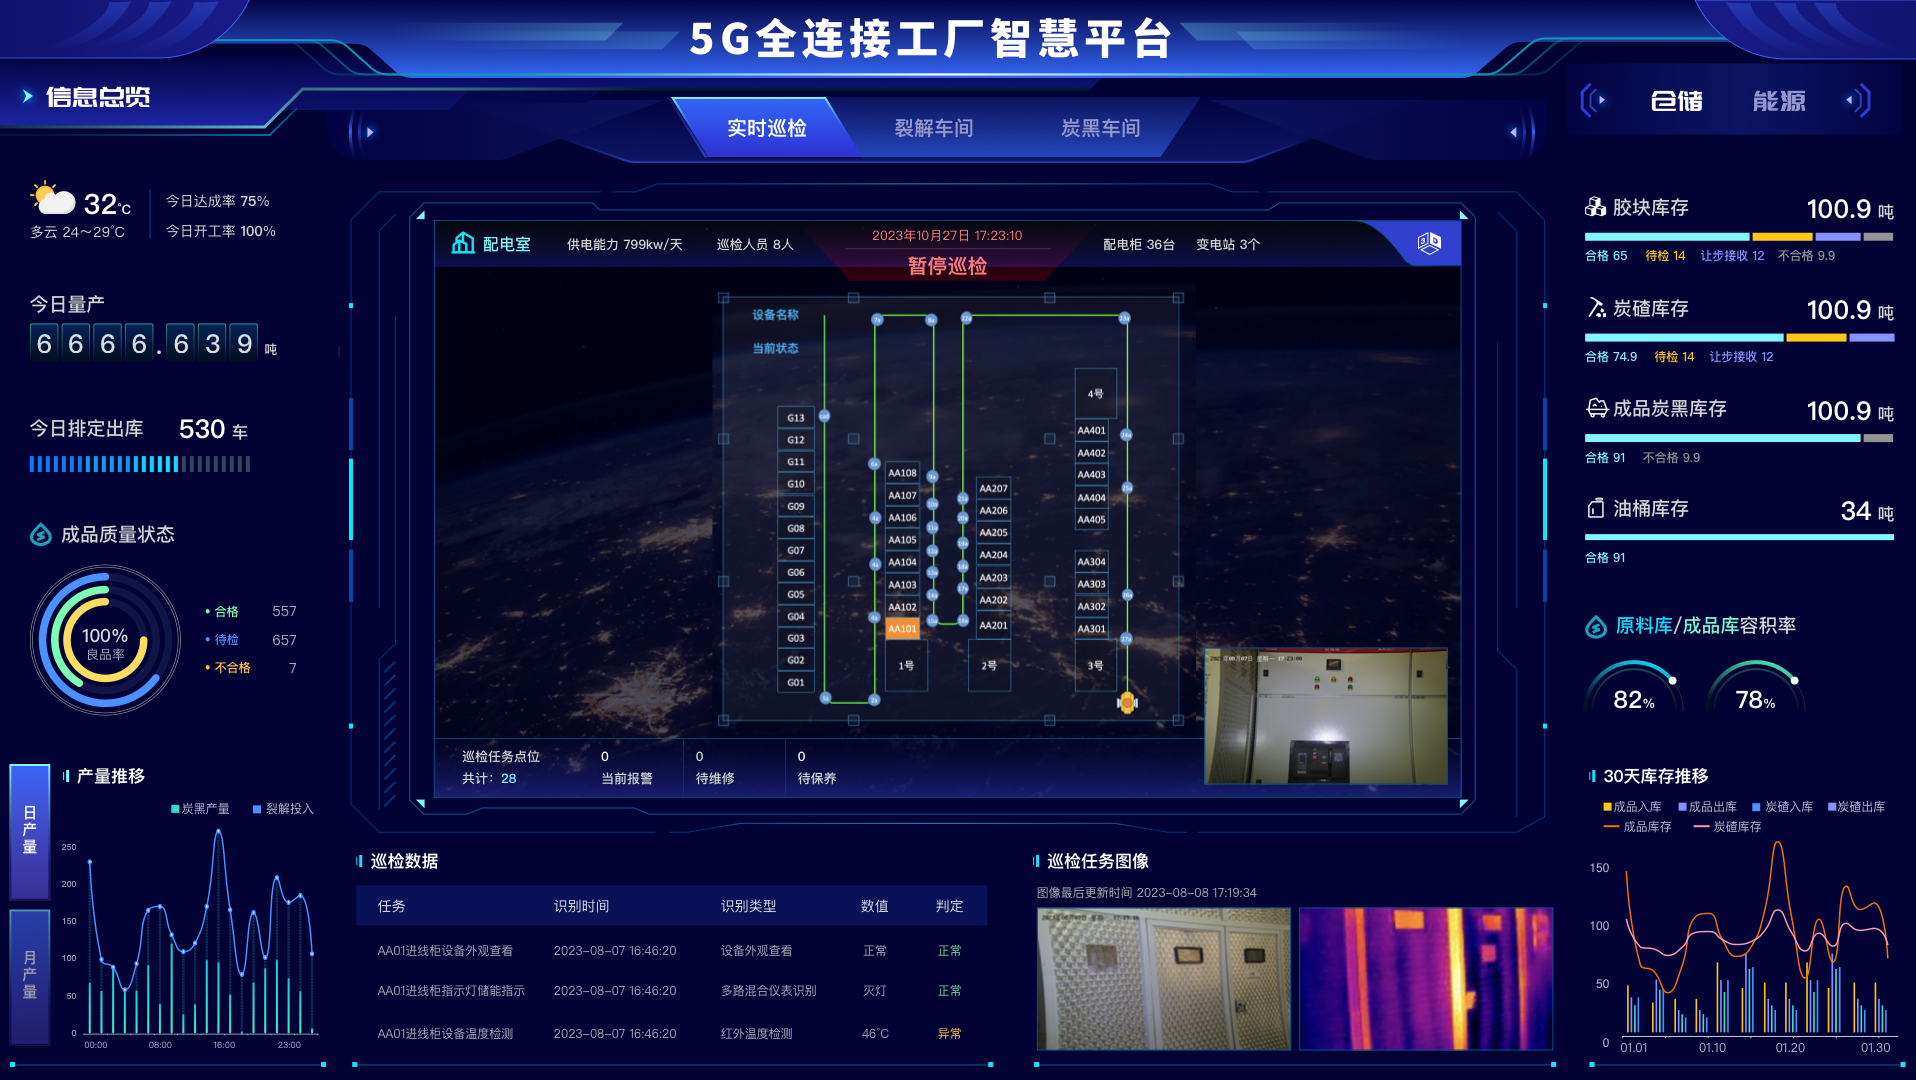 5G全连接工厂智慧平台
信息总览
实时巡检
裂解车间
炭黑车间
仓储
能源
32°C
多云 24～29°C
今日达成率 75%
今日开工率 100%
今日量产
6666.639 吨
今日排定出库 530 车
成品质量状态
100%
良品率
合格 557
待检 657
不合格 7
日产量
月产量
产量推移
炭黑产量
裂解投入
250
200
150
100
50
0
00:00
08:00
16:00
23:00
配电室
供电能力 799kw/天
巡检人员 8人
2023年10月27日 17:23:10
暂停巡检
配电柜 36台
变电站 3个
设备名称
当前状态
G13
G12
G11
G10
G09
G08
G07
G06
G05
G04
G03
G02
G01
AA108
AA107
AA106
AA105
AA104
AA103
AA102
AA101
1号
AA207
AA206
AA205
AA204
AA203
AA202
AA201
2号
4号
AA401
AA402
AA403
AA404
AA405
AA304
AA303
AA302
AA301
3号
巡检任务点位
共计: 28
0
当前报警
0
待维修
0
待保养
巡检数据
任务 识别时间 识别类型 数值 判定
AA01进线柜设备外观查看 2023-08-07 16:46:20 设备外观查看 正常 正常
AA01进线柜指示灯储能指示 2023-08-07 16:46:20 多路混合仪表识别 灭灯 正常
AA01进线柜设备温度检测 2023-08-07 16:46:20 红外温度检测 46°C 异常
巡检任务图像
图像最后更新时间 2023-08-08 17:19:34
胶块库存 100.9 吨
合格 65 待检 14 让步接收 12 不合格 9.9
炭碴库存 100.9 吨
合格 74.9 待检 14 让步接收 12
成品炭黑库存 100.9 吨
合格 91 不合格 9.9
油桶库存 34 吨
合格 91
原料库/成品库容积率
82%
78%
30天库存推移
成品入库 成品出库 炭碴入库 炭碴出库
成品库存 炭碴库存
150
100
50
0
01.01
01.10
01.20
01.30